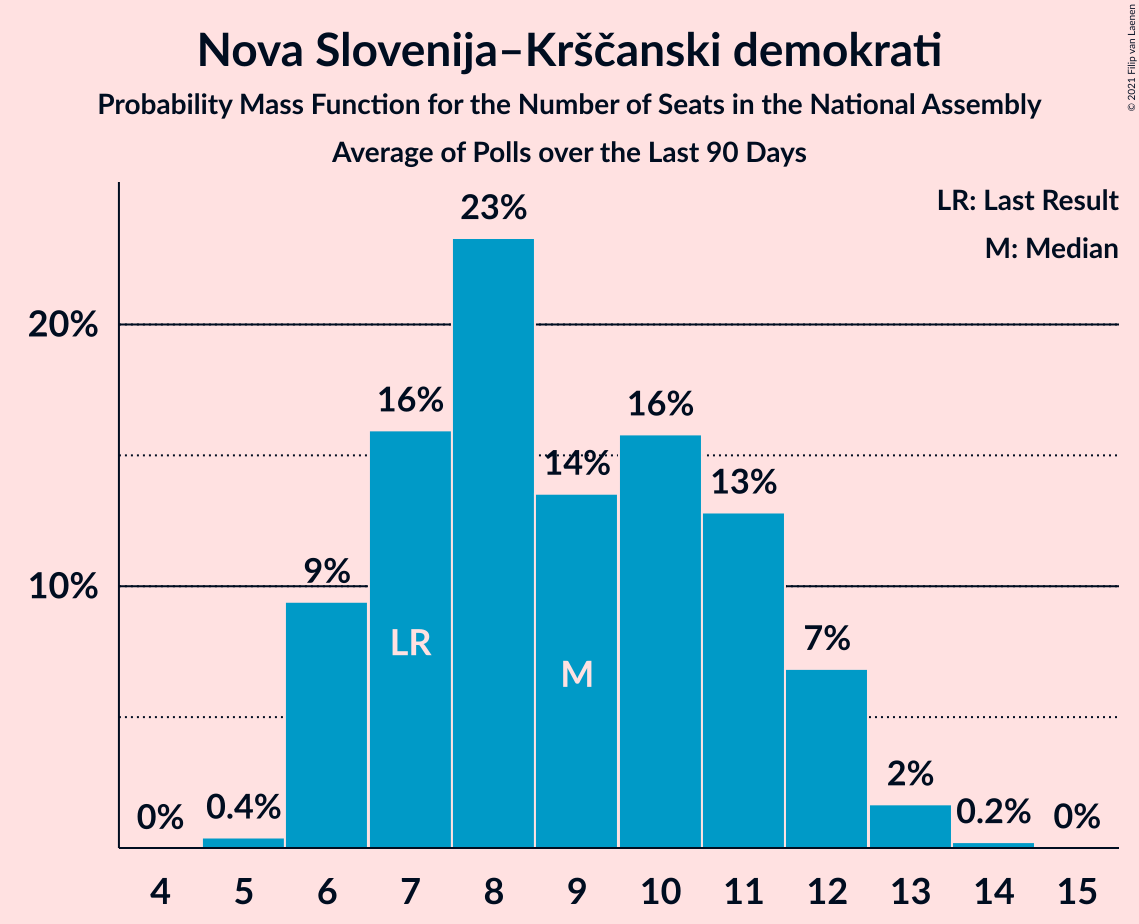 Nova Slovenija–Krščanski demokrati
Probability Mass Function for the Number of Seats in the National Assembly
Average of Polls over the Last 90 Days
© 2021 Filip van Laenen
LR: Last Result
M: Median
20%
10%
0%
0.4%
9%
16%
23%
14%
16%
13%
7%
2%
0.2%
0%
LR
M
4 5 6 7 8 9 10 11 12 13 14 15